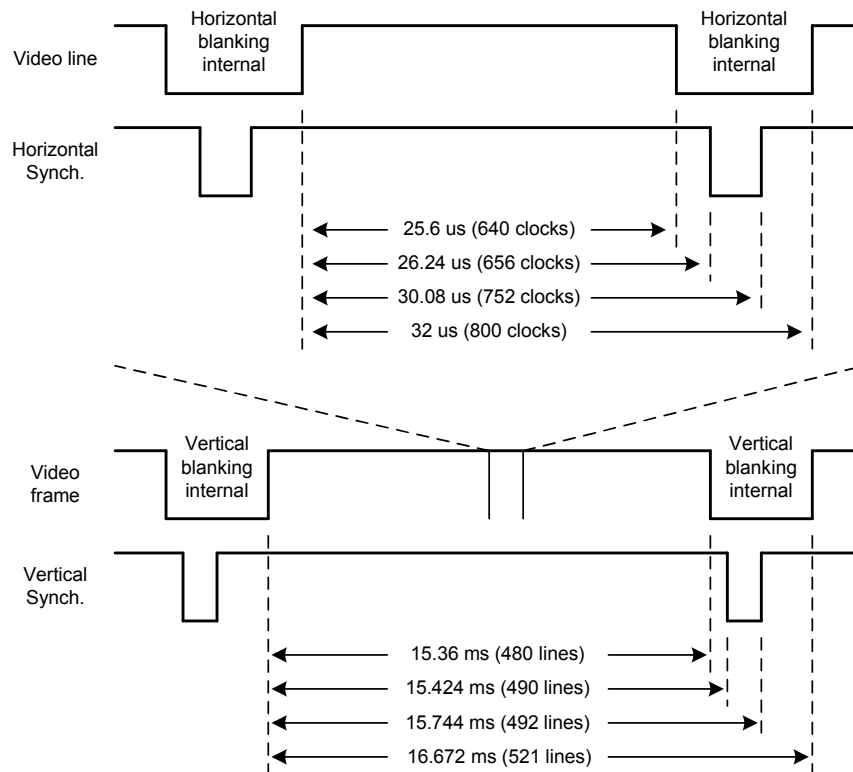 Horizontal
blanking
internal
Horizontal
blanking
internal
Video line
Horizontal
Synch.
25.6 us (640 clocks)
26.24 us (656 clocks)
30.08 us (752 clocks)
32 us (800 clocks)
Vertical
blanking
internal
Vertical
blanking
internal
Video
frame
Vertical
Synch.
15.36 ms (480 lines)
15.424 ms (490 lines)
15.744 ms (492 lines)
16.672 ms (521 lines)